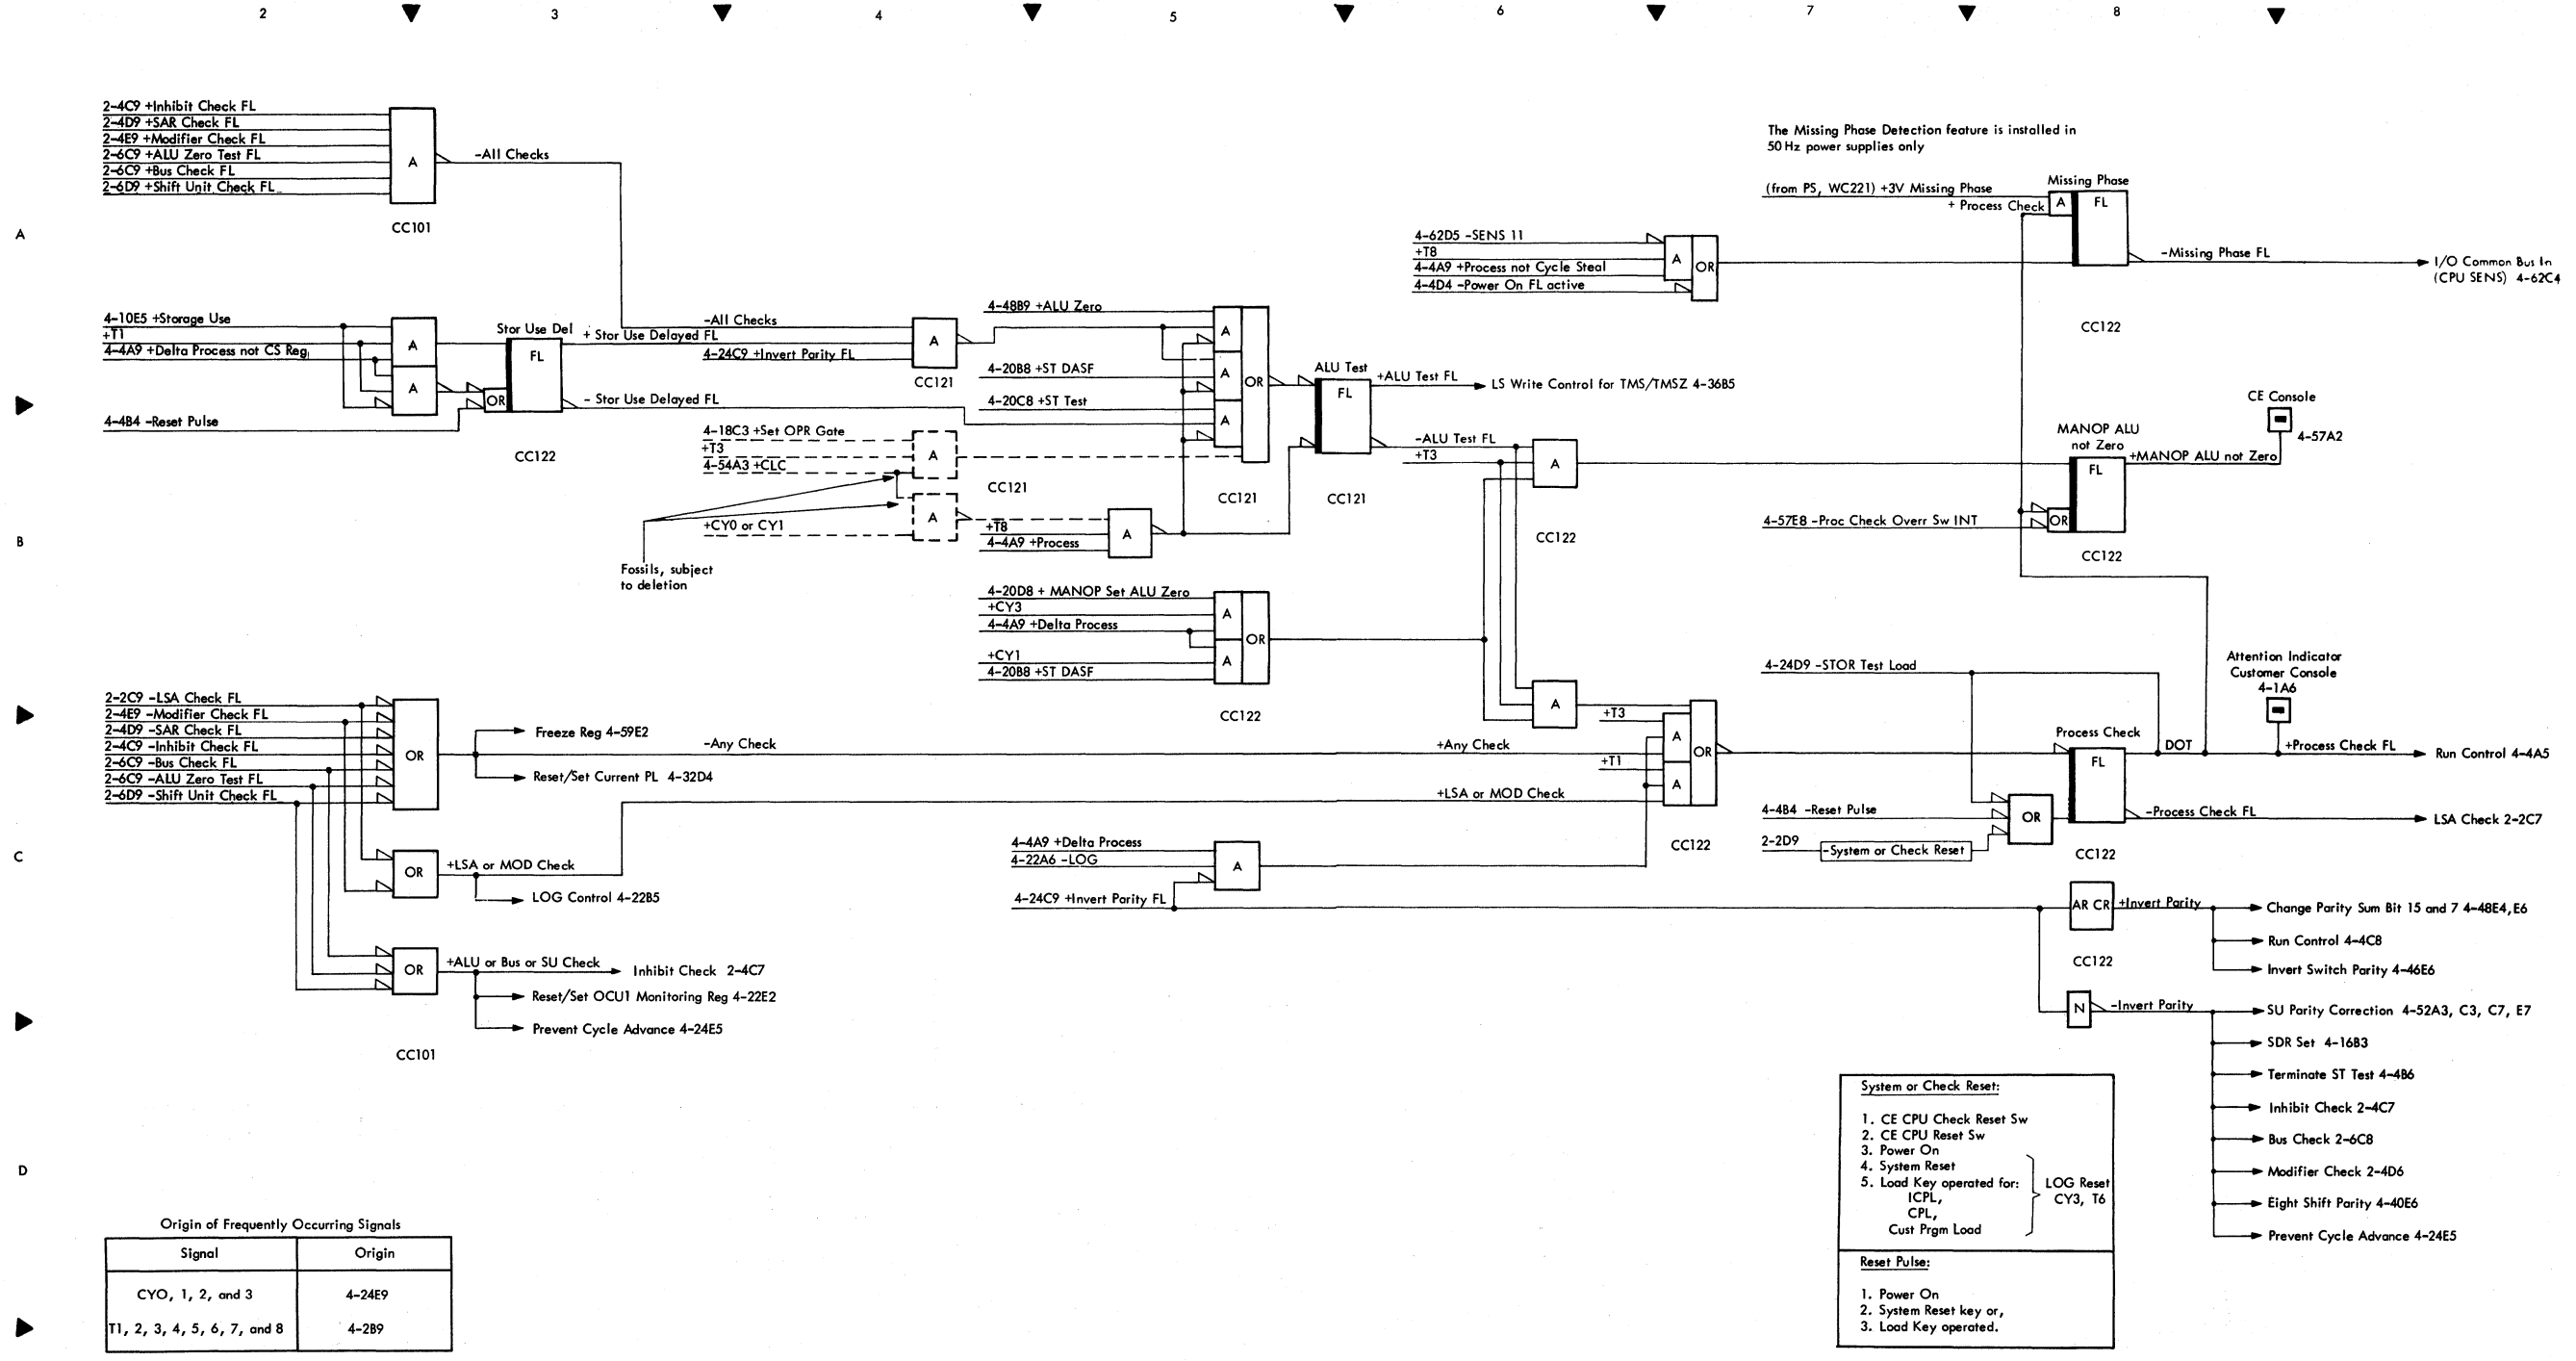 2 3 4 5 6 7 8
A
B
C
D
2-4C9 +Inhibit Check FL
2-4D9 +SAR Check FL
2-4E9 +Modifier Check FL
2-6C9 +ALU Zero Test FL
2-6C9 +Bus Check FL
2-6D9 +Shift Unit Check FL
A
-All Checks
CC101
4-10E5 +Storage Use
+T1
4-4A9 +Delta Process not CS Reg
4-4B4 -Reset Pulse
A
A
OR
Stor Use Del
FL
+ Stor Use Delayed FL
- Stor Use Delayed FL
CC122
-All Checks
4-24C9 +Invert Parity FL
A
CC121
4-18C3 +Set OPR Gate
+T3
4-54A3 +CLC
A
CC121
+CY0 or CY1
A
Fossils, subject
to deletion
+T8
4-4A9 +Process
A
4-48B9 +ALU Zero
4-20B8 +ST DASF
4-20C8 +ST Test
A
A
A
OR
CC121
ALU Test
FL
CC121
+ALU Test FL
LS Write Control for TMS/TMSZ 4-36B5
-ALU Test FL
+T3
A
CC122
4-20D8 + MANOP Set ALU Zero
+CY3
4-4A9 +Delta Process
+CY1
4-20B8 +ST DASF
A
A
OR
CC122
The Missing Phase Detection feature is installed in
50 Hz power supplies only
(from PS, WC221) +3V Missing Phase
+ Process Check
Missing Phase
A
FL
4-62D5 -SENS 11
+T8
4-4A9 +Process not Cycle Steal
4-4D4 -Power On FL active
A
OR
-Missing Phase FL
I/O Common Bus In
(CPU SENS) 4-62C4
CC122
CE Console
4-57A2
MANOP ALU
not Zero
FL
+MANOP ALU not Zero
4-57E8 -Proc Check Overr Sw INT
OR
CC122
2-2C9 -LSA Check FL
2-4E9 -Modifier Check FL
2-4D9 -SAR Check FL
2-4C9 -Inhibit Check FL
2-6C9 -Bus Check FL
2-6C9 -ALU Zero Test FL
2-6D9 -Shift Unit Check FL
OR
Freeze Reg 4-59E2
-Any Check
Reset/Set Current PL 4-32D4
OR
+LSA or MOD Check
LOG Control 4-22B5
OR
+ALU or Bus or SU Check
Inhibit Check 2-4C7
Reset/Set OCU1 Monitoring Reg 4-22E2
Prevent Cycle Advance 4-24E5
CC101
A
+T3
+Any Check
+T1
+LSA or MOD Check
A
A
OR
CC122
4-4A9 +Delta Process
4-22A6 -LOG
4-24C9 +Invert Parity FL
A
4-24D9 -STOR Test Load
Attention Indicator
Customer Console
4-1A6
Process Check
FL
DOT
+Process Check FL
Run Control 4-4A5
4-4B4 -Reset Pulse
2-2D9
-System or Check Reset
OR
-Process Check FL
LSA Check 2-2C7
CC122
AR CR
+Invert Parity
Change Parity Sum Bit 15 and 7 4-48E4,E6
Run Control 4-4C8
Invert Switch Parity 4-46E6
CC122
N
-Invert Parity
SU Parity Correction 4-52A3, C3, C7, E7
SDR Set 4-16B3
Terminate ST Test 4-4B6
Inhibit Check 2-4C7
Bus Check 2-6C8
Modifier Check 2-4D6
Eight Shift Parity 4-40E6
Prevent Cycle Advance 4-24E5
System or Check Reset:
1. CE CPU Check Reset Sw
2. CE CPU Reset Sw
3. Power On
4. System Reset
5. Load Key operated for:
ICPL,
CPL,
Cust Prgm Load
LOG Reset
CY3, T6
Reset Pulse:
1. Power On
2. System Reset key or,
3. Load Key operated.
Origin of Frequently Occurring Signals
Signal Origin
CYO, 1, 2, and 3 4-24E9
T1, 2, 3, 4, 5, 6, 7, and 8 4-2B9